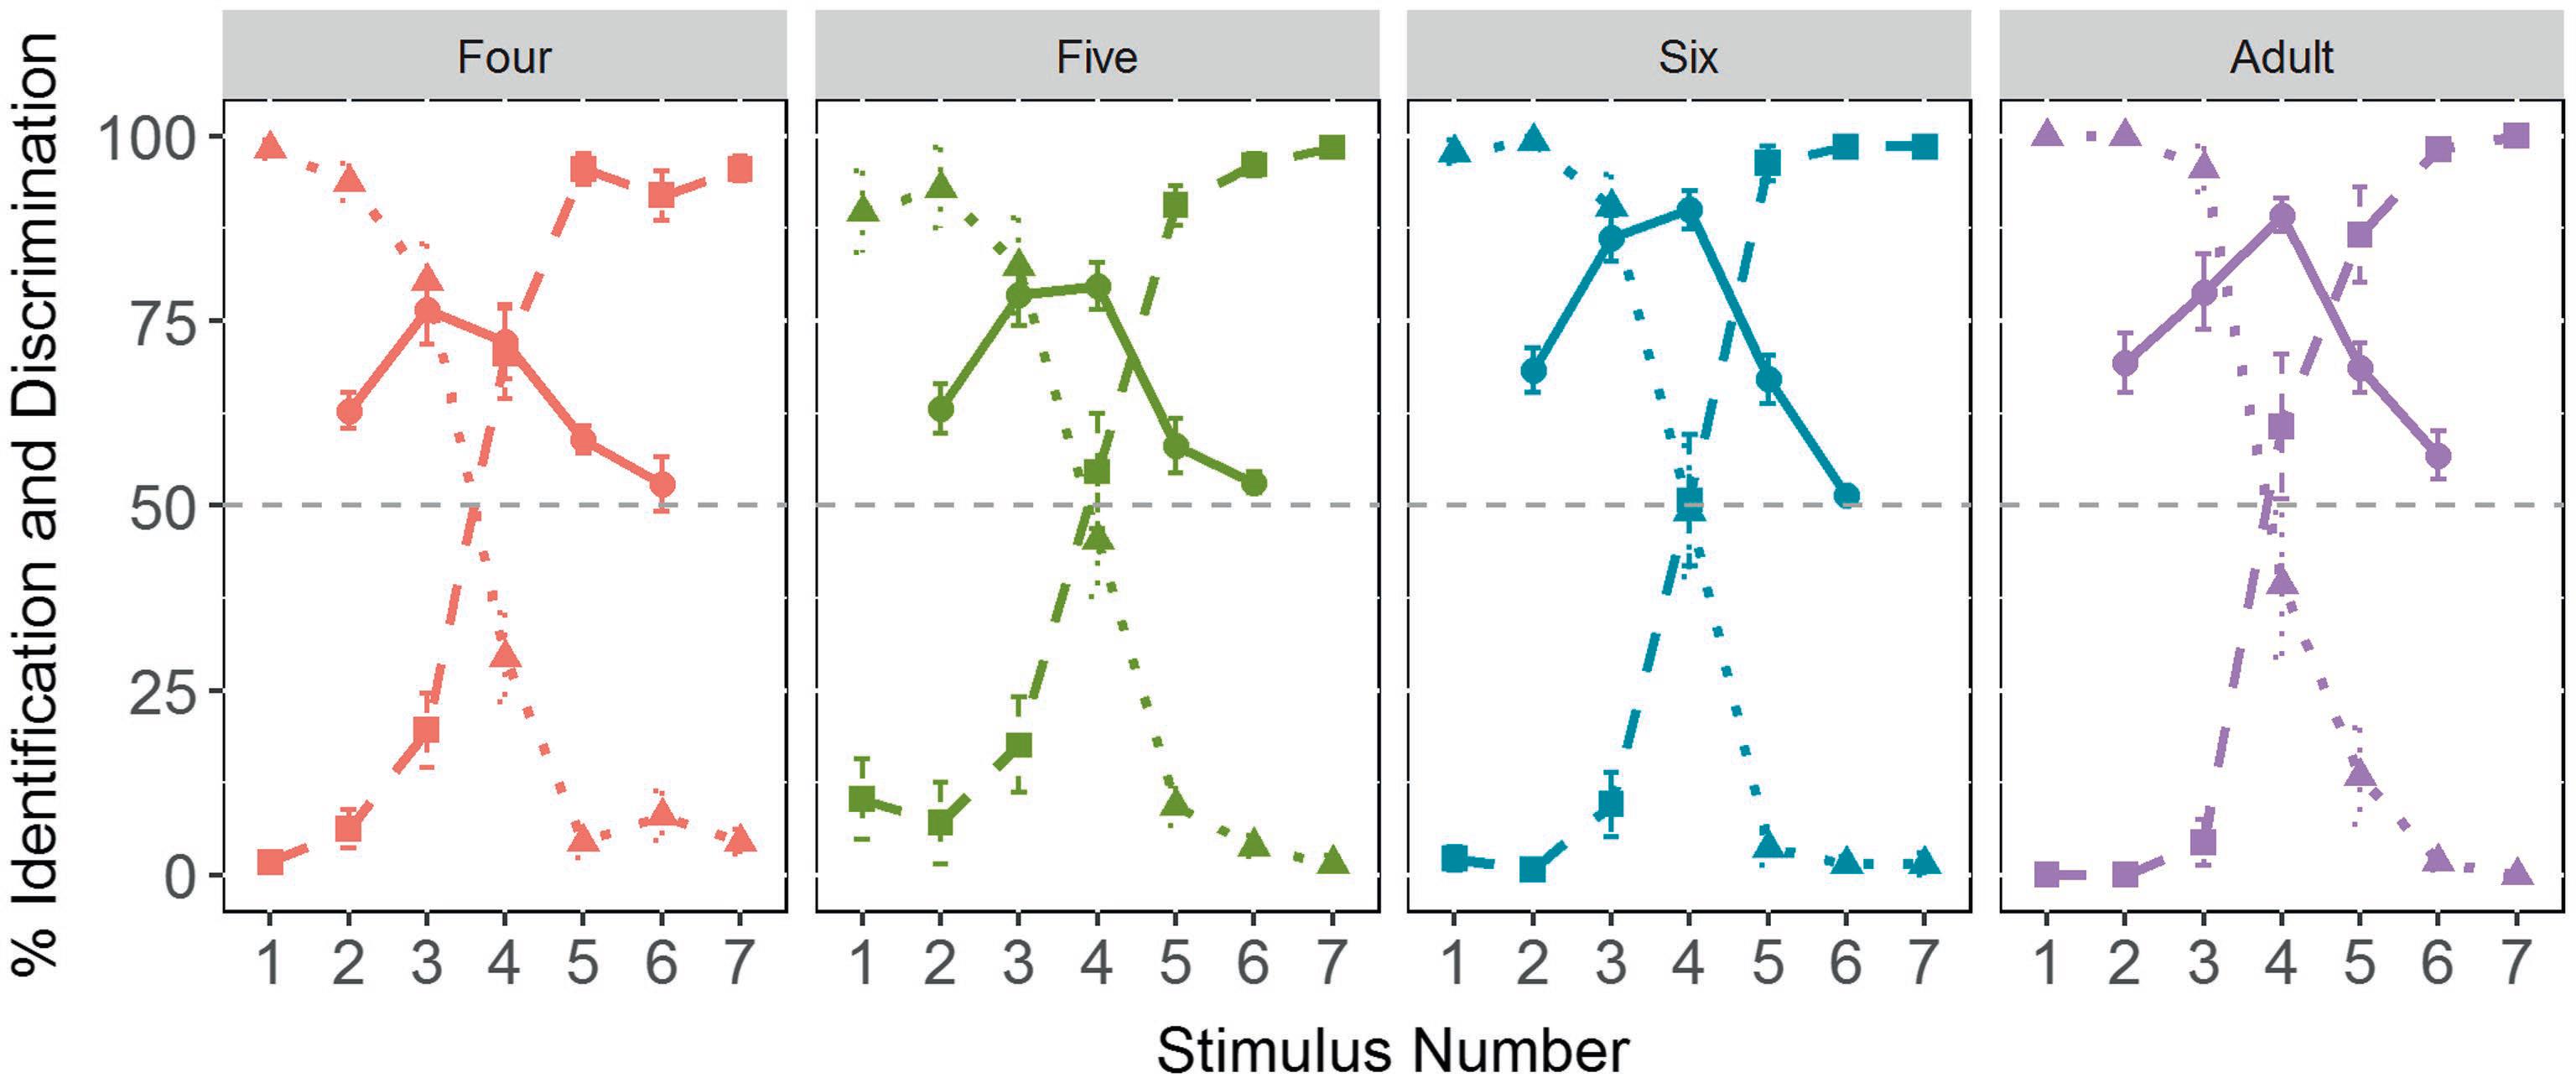 % Identification and Discrimination
Four Five Six Adult
100
75
50
25
0
1 2 3 4 5 6 7 1 2 3 4 5 6 7 1 2 3 4 5 6 7 1 2 3 4 5 6 7
Stimulus Number